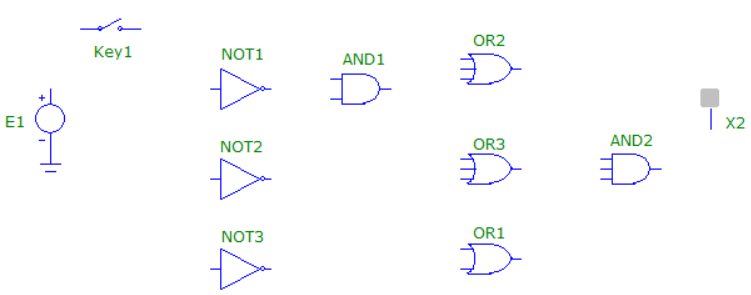 Key1
NOT1
AND1
OR2
+
E1
-
X2
NOT2
OR3
AND2
NOT3
OR1